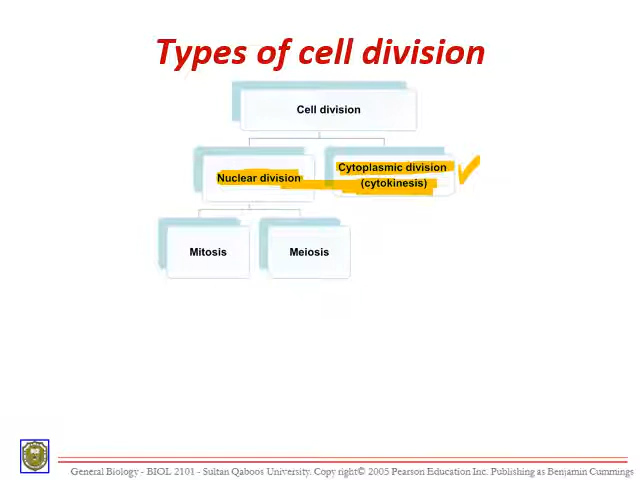 Types of cell division
Cell division
Nuclear division
Cytoplasmic division
(cytokinesis)
Mitosis
Meiosis
General Biology - BIOL 2101 - Sultan Qaboos University. Copy right© 2005 Pearson Education Inc. Publishing as Benjamin Cummings